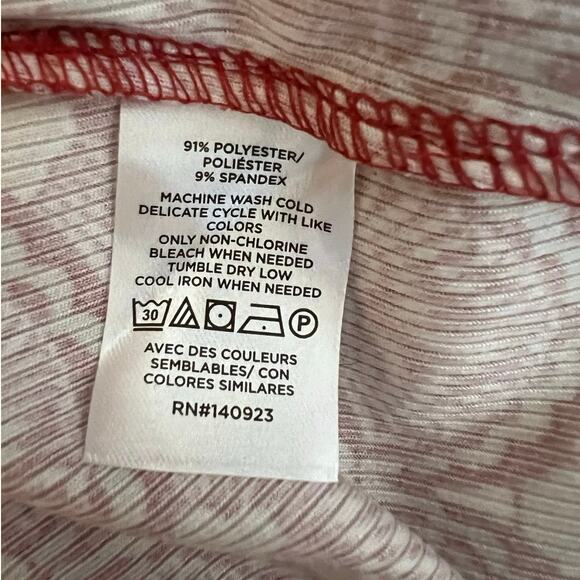 91% POLYESTER/
POLIÉSTER
9% SPANDEX
MACHINE WASH COLD
DELICATE CYCLE WITH LIKE
COLORS
ONLY NON-CHLORINE
BLEACH WHEN NEEDED
TUMBLE DRY LOW
COOL IRON WHEN NEEDED
30 P
AVEC DES COULEURS
SEMBLABLES/ CON
COLORES SIMILARES
RN#140923